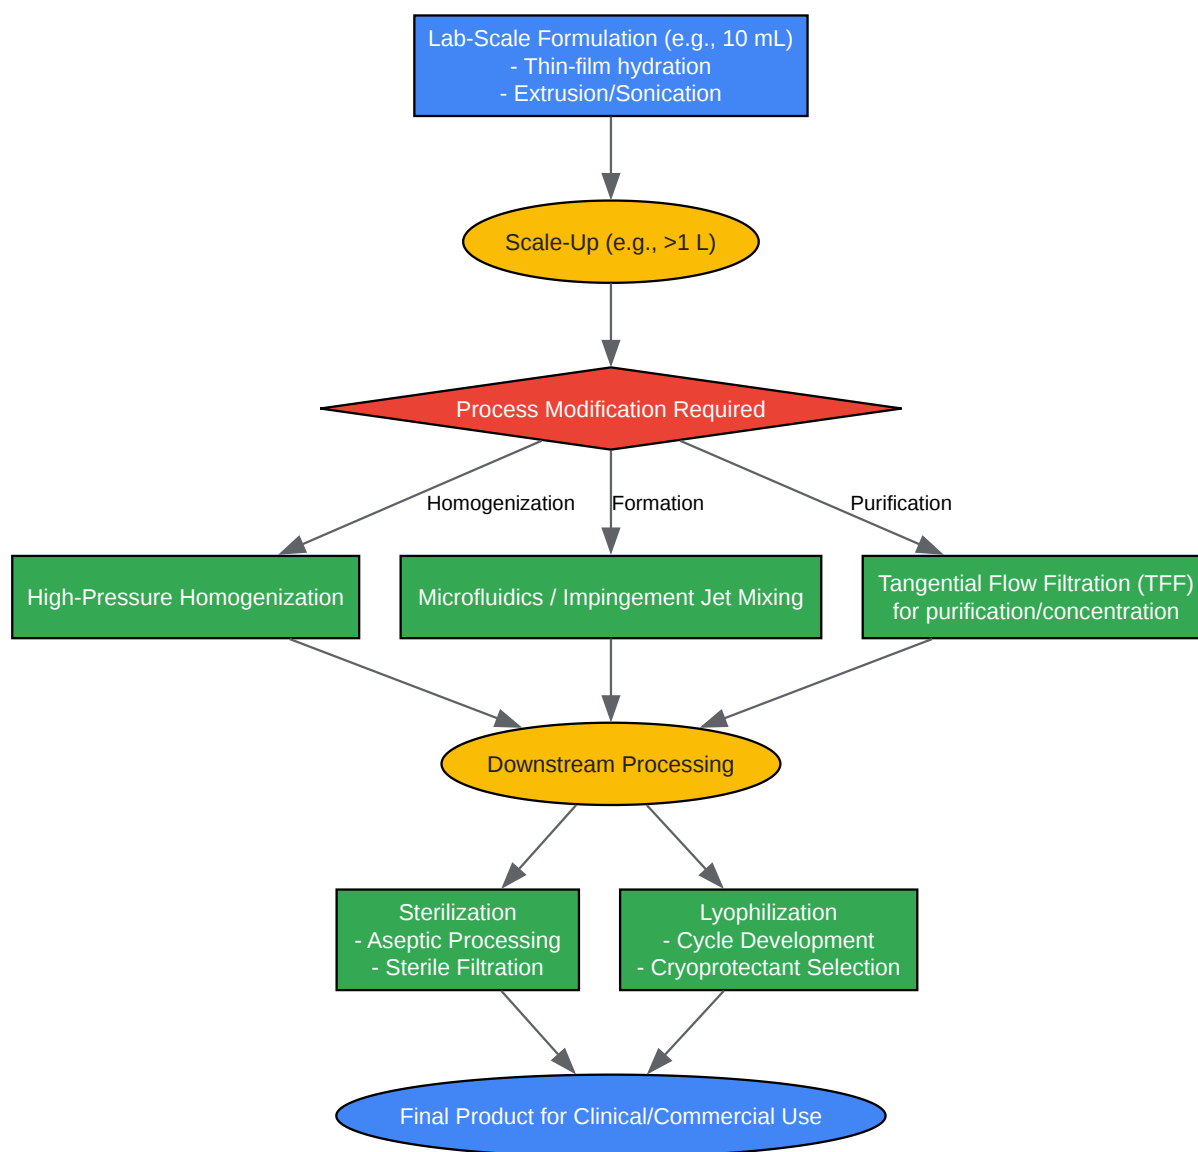 Lab-Scale Formulation (e.g., 10 mL)
- Thin-film hydration
- Extrusion/Sonication
Scale-Up (e.g., >1 L)
Process Modification Required
Homogenization
Formation
Purification
High-Pressure Homogenization
Microfluidics / Impingement Jet Mixing
Tangential Flow Filtration (TFF)
for purification/concentration
Downstream Processing
Sterilization
- Aseptic Processing
- Sterile Filtration
Lyophilization
- Cycle Development
- Cryoprotectant Selection
Final Product for Clinical/Commercial Use